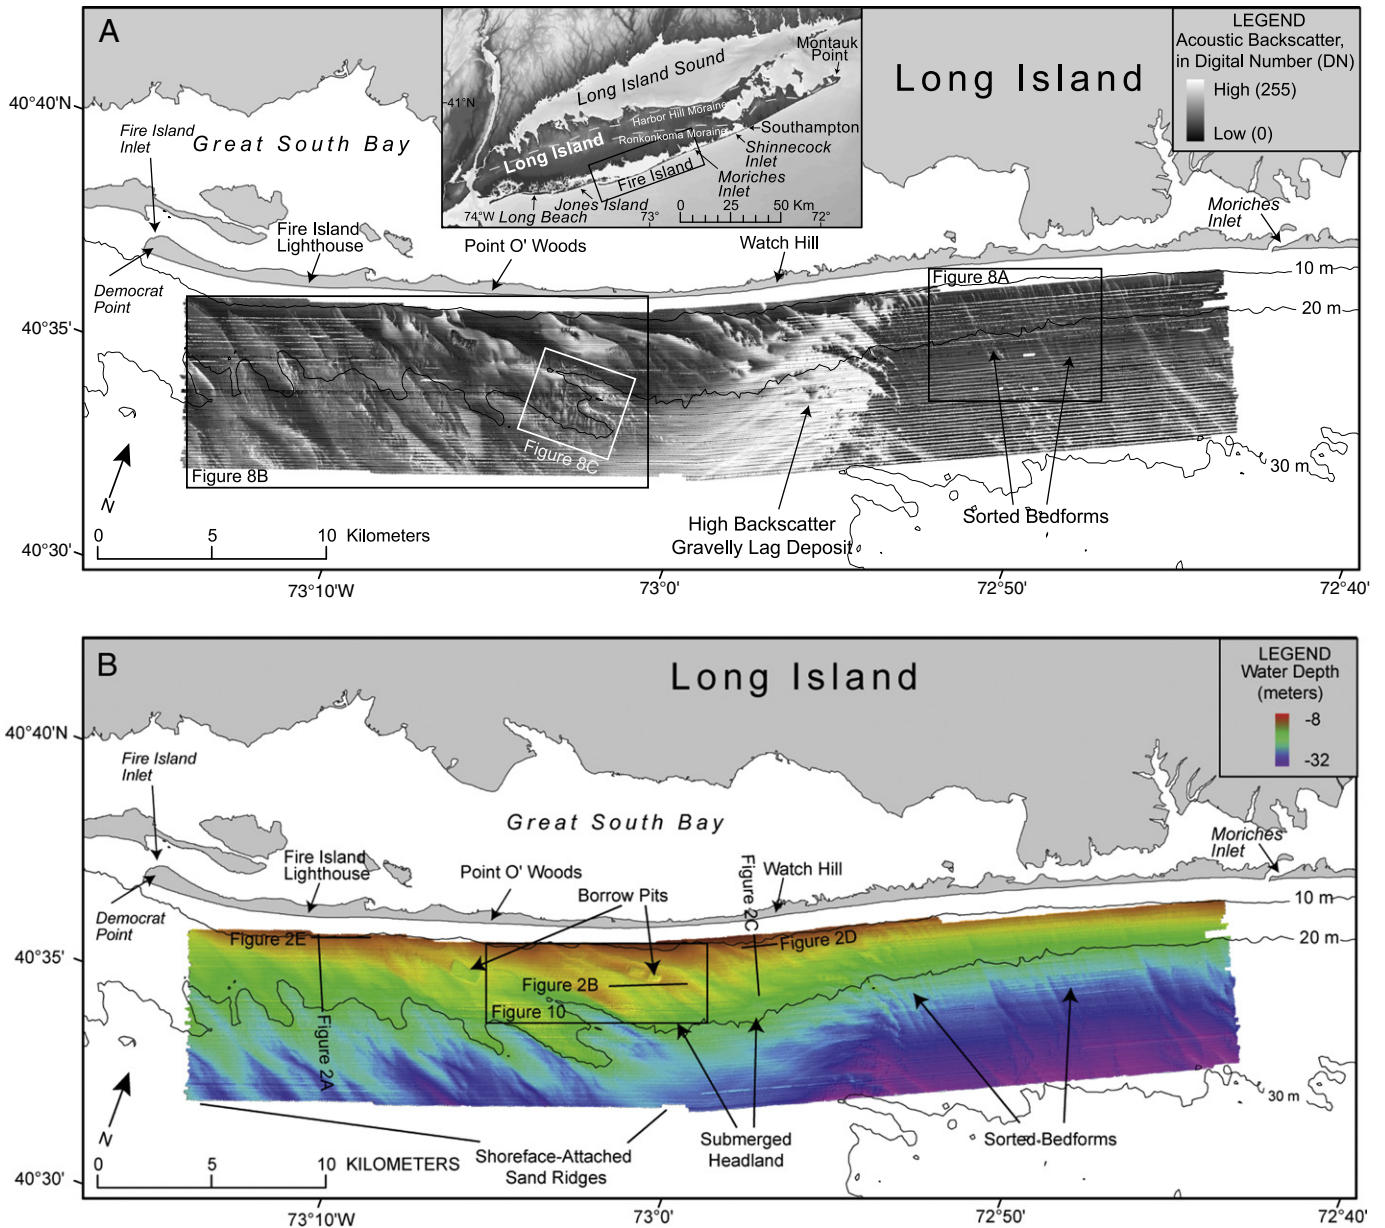 A
Long Island Sound
Montauk
Point
41°N
Harbor Hill Moraine
Long Island
Ronkonkoma Moraine
Southampton
Shinnecock
Inlet
Fire Island
Moriches
Inlet
Jones Island
74°W
Long Beach
73°
72°
0 25 50 Km
Long Island
LEGEND
Acoustic Backscatter,
in Digital Number (DN)
High (255)
Low (0)
40°40'N
Fire Island
Inlet
Great South Bay
Moriches
Inlet
Fire Island
Lighthouse
Point O' Woods
Watch Hill
Democrat
Point
Figure 8A
10 m
20 m
40°35'
Figure 8C
Figure 8B
30 m
N
High Backscatter
Gravelly Lag Deposit
Sorted Bedforms
0 5 10 Kilometers
40°30'
73°10'W
73°0'
72°50'
72°40'
B
Long Island
LEGEND
Water Depth
(meters)
-8
-32
40°40'N
Fire Island
Inlet
Great South Bay
Moriches
Inlet
Fire Island
Lighthouse
Point O' Woods
Watch Hill
Borrow Pits
Figure 2C
Democrat
Point
10 m
Figure 2E
Figure 2D
20 m
40°35'
Figure 2B
Figure 10
Figure 2A
30 m
N
Submerged
Headland
Sorted Bedforms
Shoreface-Attached
Sand Ridges
0 5 10 KILOMETERS
40°30'
73°10'W
73°0'
72°50'
72°40'